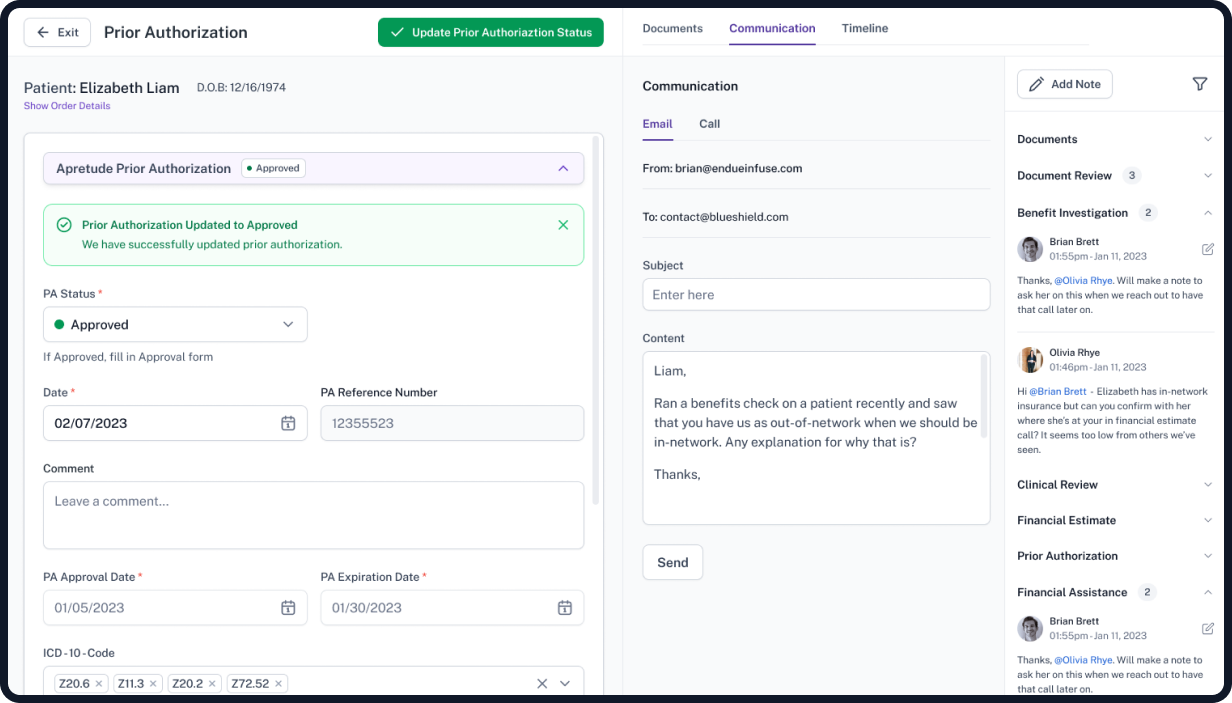 Exit
Prior Authorization
Update Prior Authoriaztion Status
Patient: Elizabeth Liam
D.O.B: 12/16/1974
Show Order Details
Apretude Prior Authorization
Approved
Prior Authorization Updated to Approved
We have successfully updated prior authorization.
PA Status *
Approved
If Approved, fill in Approval form
Date *
PA Reference Number
02/07/2023
12355523
Comment
Leave a comment...
PA Approval Date *
PA Expiration Date *
01/05/2023
01/30/2023
ICD-10-Code
Z20.6 × Z11.3 × Z20.2 × Z72.52 ×
Documents
Communication
Timeline
Communication
Email
Call
From: brian@endueinfuse.com
To: contact@blueshield.com
Subject
Enter here
Content
Liam,
Ran a benefits check on a patient recently and saw
that you have us as out-of-network when we should be
in-network. Any explanation for why that is?
Thanks,
Send
Add Note
Documents
Document Review 3
Benefit Investigation 2
Brian Brett
01:55pm - Jan 11, 2023
Thanks, @Olivia Rhye. Will make a note to
ask her on this when we reach out to have
that call later on.
Olivia Rhye
01:46pm - Jan 11, 2023
Hi @Brian Brett - Elizabeth has in-network
insurance but can you confirm with her
where she's at your in financial estimate
call? It seems too low from others we've
seen.
Clinical Review
Financial Estimate
Prior Authorization
Financial Assistance 2
Brian Brett
01:55pm - Jan 11, 2023
Thanks, @Olivia Rhye. Will make a note to
ask her on this when we reach out to have
that call later on.